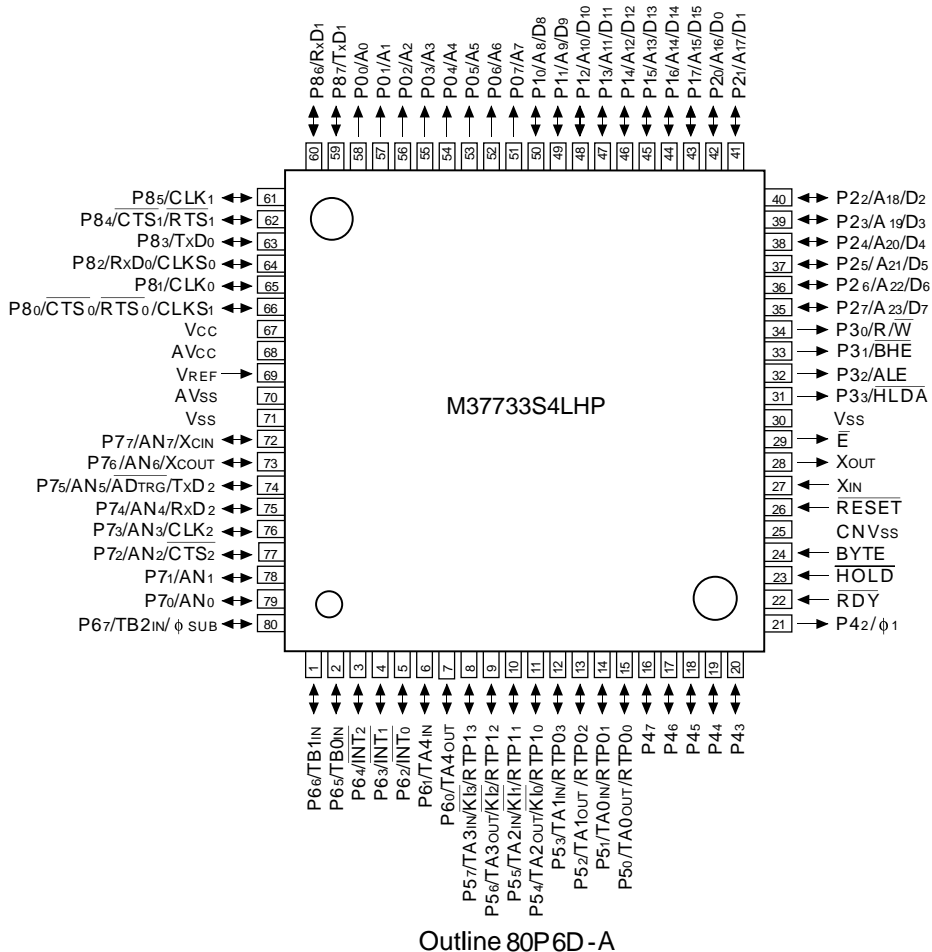 P86/RxD1
P87/TxD1
P00/A0
P01/A1
P02/A2
P03/A3
P04/A4
P05/A5
P06/A6
P07/A7
P10/A8/D8
P11/A9/D9
P12/A10/D10
P13/A11/D11
P14/A12/D12
P15/A13/D13
P16/A14/D14
P17/A15/D15
P20/A16/D0
P21/A17/D1
60 59 58 57 56 55 54 53 52 51 50 49 48 47 46 45 44 43 42 41
P85/CLK1 61
P84/CTS1/RTS1 62
P83/TxD0 63
P82/RxD0/CLKS0 64
P81/CLK0 65
P80/CTS0/RTS0/CLKS1 66
VCC 67
AVCC 68
VREF 69
AVSS 70
VSS 71
P77/AN7/XCIN 72
P76/AN6/XCOUT 73
P75/AN5/ADTRG/TxD2 74
P74/AN4/RxD2 75
P73/AN3/CLK2 76
P72/AN2/CTS2 77
P71/AN1 78
P70/AN0 79
P67/TB2IN/ϕSUB 80
M37733S4LHP
40 P22/A18/D2
39 P23/A19/D3
38 P24/A20/D4
37 P25/A21/D5
36 P26/A22/D6
35 P27/A23/D7
34 P30/R/W
33 P31/BHE
32 P32/ALE
31 P33/HLDA
30 VSS
29 E
28 XOUT
27 XIN
26 RESET
25 CNVSS
24 BYTE
23 HOLD
22 RDY
21 P42/ϕ1
1 2 3 4 5 6 7 8 9 10 11 12 13 14 15 16 17 18 19 20
P66/TB1IN
P65/TB0IN
P64/INT2
P63/INT1
P62/INT0
P61/TA4IN
P60/TA4OUT
P57/TA3IN/KI3/RTP13
P56/TA3OUT/KI2/RTP12
P55/TA2IN/KI1/RTP11
P54/TA2OUT/KI0/RTP10
P53/TA1IN/RTP03
P52/TA1OUT/RTP02
P51/TA0IN/RTP01
P50/TA0OUT/RTP00
P47
P46
P45
P44
P43
Outline 80P6D-A